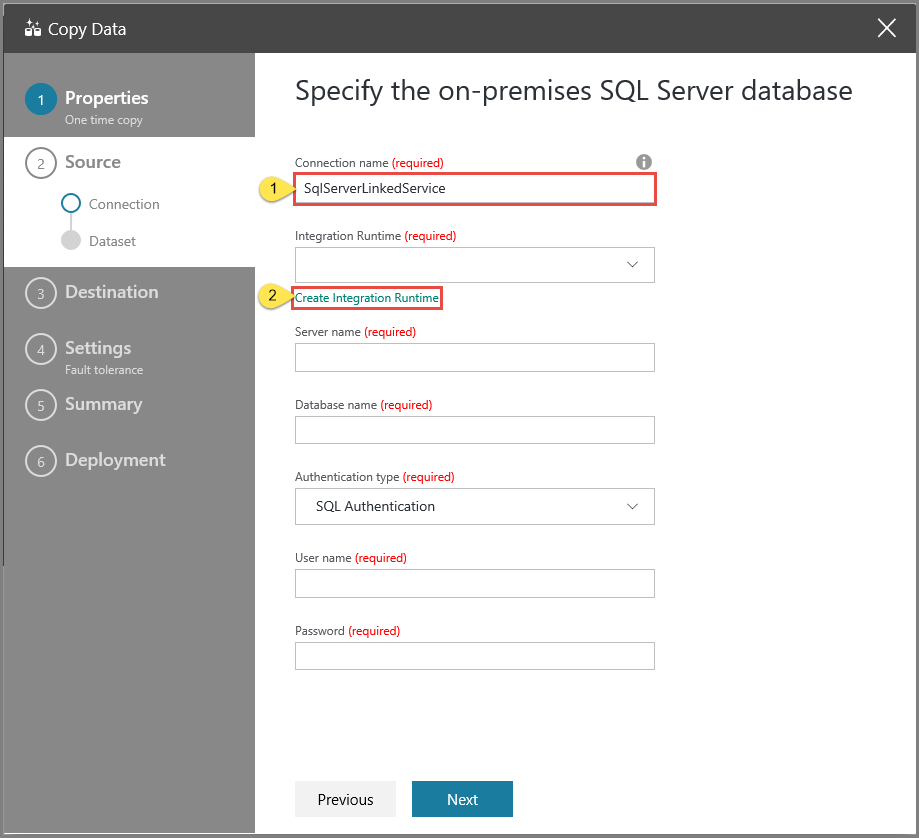 Copy Data
1 Properties
One time copy
2 Source
Connection
Dataset
3 Destination
4 Settings
Fault tolerance
5 Summary
6 Deployment
Specify the on-premises SQL Server database
Connection name (required)
1 SqlServerLinkedService
Integration Runtime (required)
2 Create Integration Runtime
Server name (required)
Database name (required)
Authentication type (required)
SQL Authentication
User name (required)
Password (required)
Previous Next